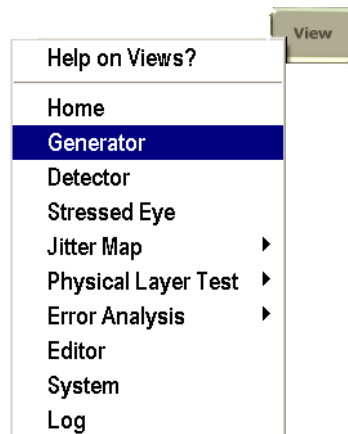 View
Help on Views?
Home
Generator
Detector
Stressed Eye
Jitter Map
Physical Layer Test
Error Analysis
Editor
System
Log